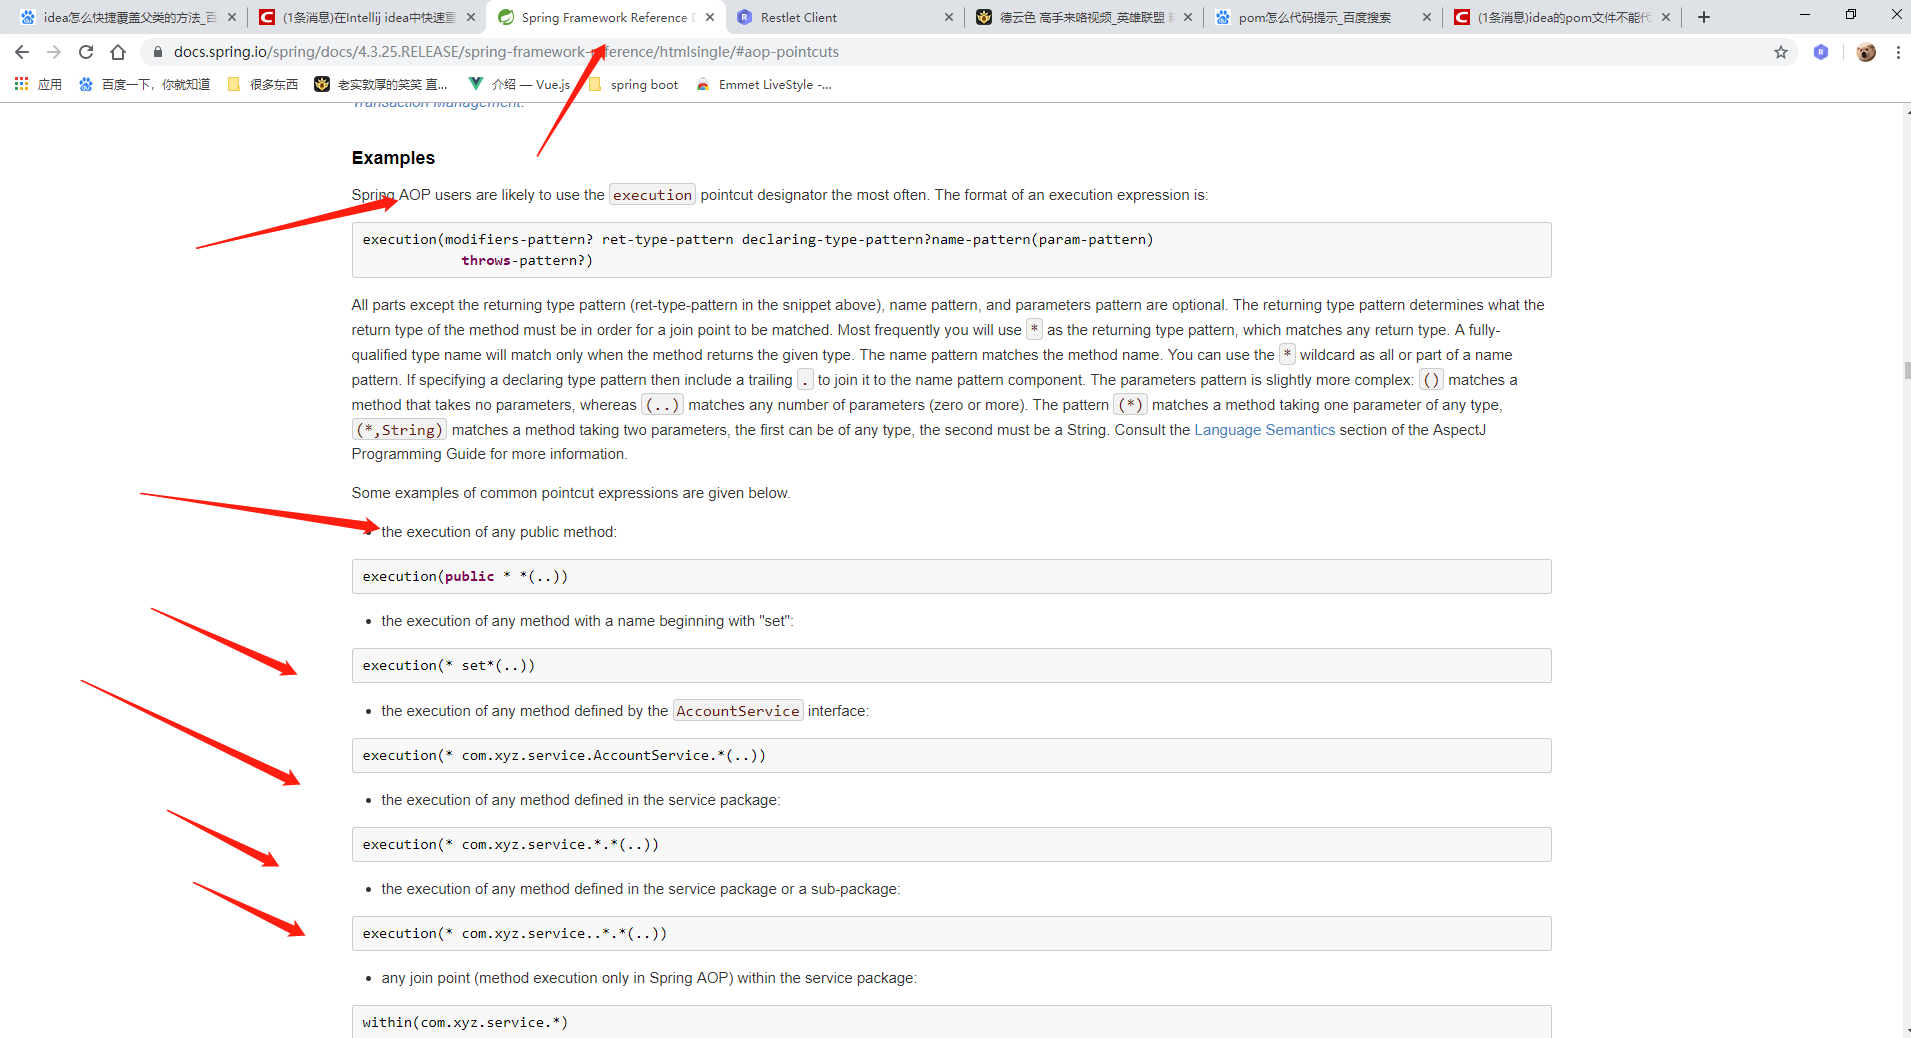 idea怎么快捷覆盖父类的方法_百
(1条消息)在Intellij idea中快速重
Spring Framework Reference D
Restlet Client
德云色 高手来咯视频_英雄联盟
pom怎么代码提示_百度搜索
(1条消息)idea的pom文件不能代
docs.spring.io/spring/docs/4.3.25.RELEASE/spring-framework-reference/htmlsingle/#aop-pointcuts
应用
百度一下，你就知道
很多东西
老实敦厚的笑笑 直...
介绍 — Vue.js
spring boot
Emmet LiveStyle -...
Transaction Management.
Examples
Spring AOP users are likely to use the execution pointcut designator the most often. The format of an execution expression is:
execution(modifiers-pattern? ret-type-pattern declaring-type-pattern?name-pattern(param-pattern)
throws-pattern?)
All parts except the returning type pattern (ret-type-pattern in the snippet above), name pattern, and parameters pattern are optional. The returning type pattern determines what the
return type of the method must be in order for a join point to be matched. Most frequently you will use * as the returning type pattern, which matches any return type. A fully-
qualified type name will match only when the method returns the given type. The name pattern matches the method name. You can use the * wildcard as all or part of a name
pattern. If specifying a declaring type pattern then include a trailing . to join it to the name pattern component. The parameters pattern is slightly more complex: () matches a
method that takes no parameters, whereas (..) matches any number of parameters (zero or more). The pattern (*) matches a method taking one parameter of any type,
(*,String) matches a method taking two parameters, the first can be of any type, the second must be a String. Consult the Language Semantics section of the AspectJ
Programming Guide for more information.
Some examples of common pointcut expressions are given below.
• the execution of any public method:
execution(public * *(..))
• the execution of any method with a name beginning with "set":
execution(* set*(..))
• the execution of any method defined by the AccountService interface:
execution(* com.xyz.service.AccountService.*(..))
• the execution of any method defined in the service package:
execution(* com.xyz.service.*.*(..))
• the execution of any method defined in the service package or a sub-package:
execution(* com.xyz.service..*.*(..))
• any join point (method execution only in Spring AOP) within the service package:
within(com.xyz.service.*)